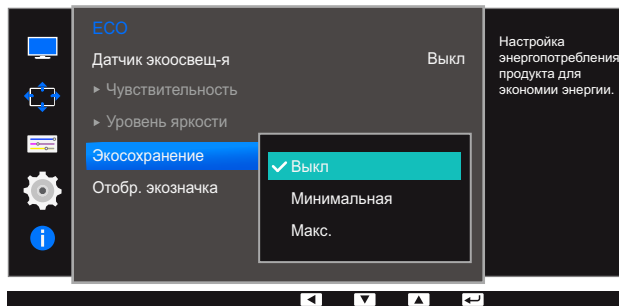 ECO
Датчик экоосвещ-я Выкл
▸ Чувствительность
▸ Уровень яркости
Экосохранение
Отобр. экозначка
Выкл
Минимальная
Макс.
Настройка
энергопотребления
продукта для
экономии энергии.